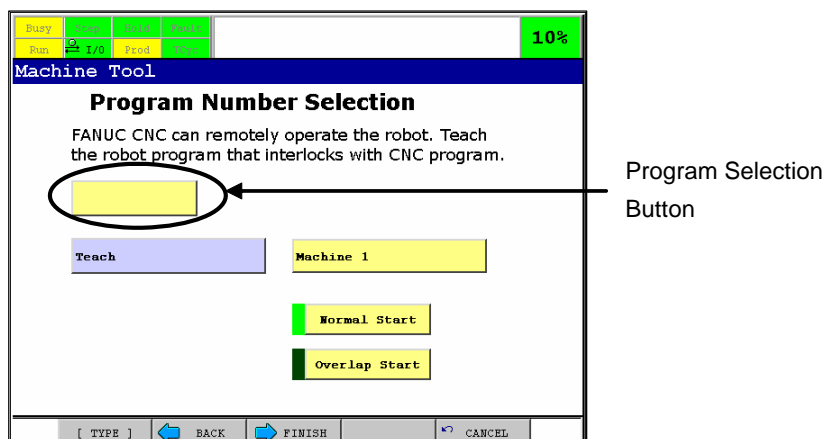 Busy Step Hold Fault
10%
Run I/O Prod TCyc
Machine Tool
Program Number Selection
FANUC CNC can remotely operate the robot. Teach
the robot program that interlocks with CNC program.
Program Selection
Button
Teach Machine 1
Normal Start
Overlap Start
[ TYPE ] BACK FINISH CANCEL